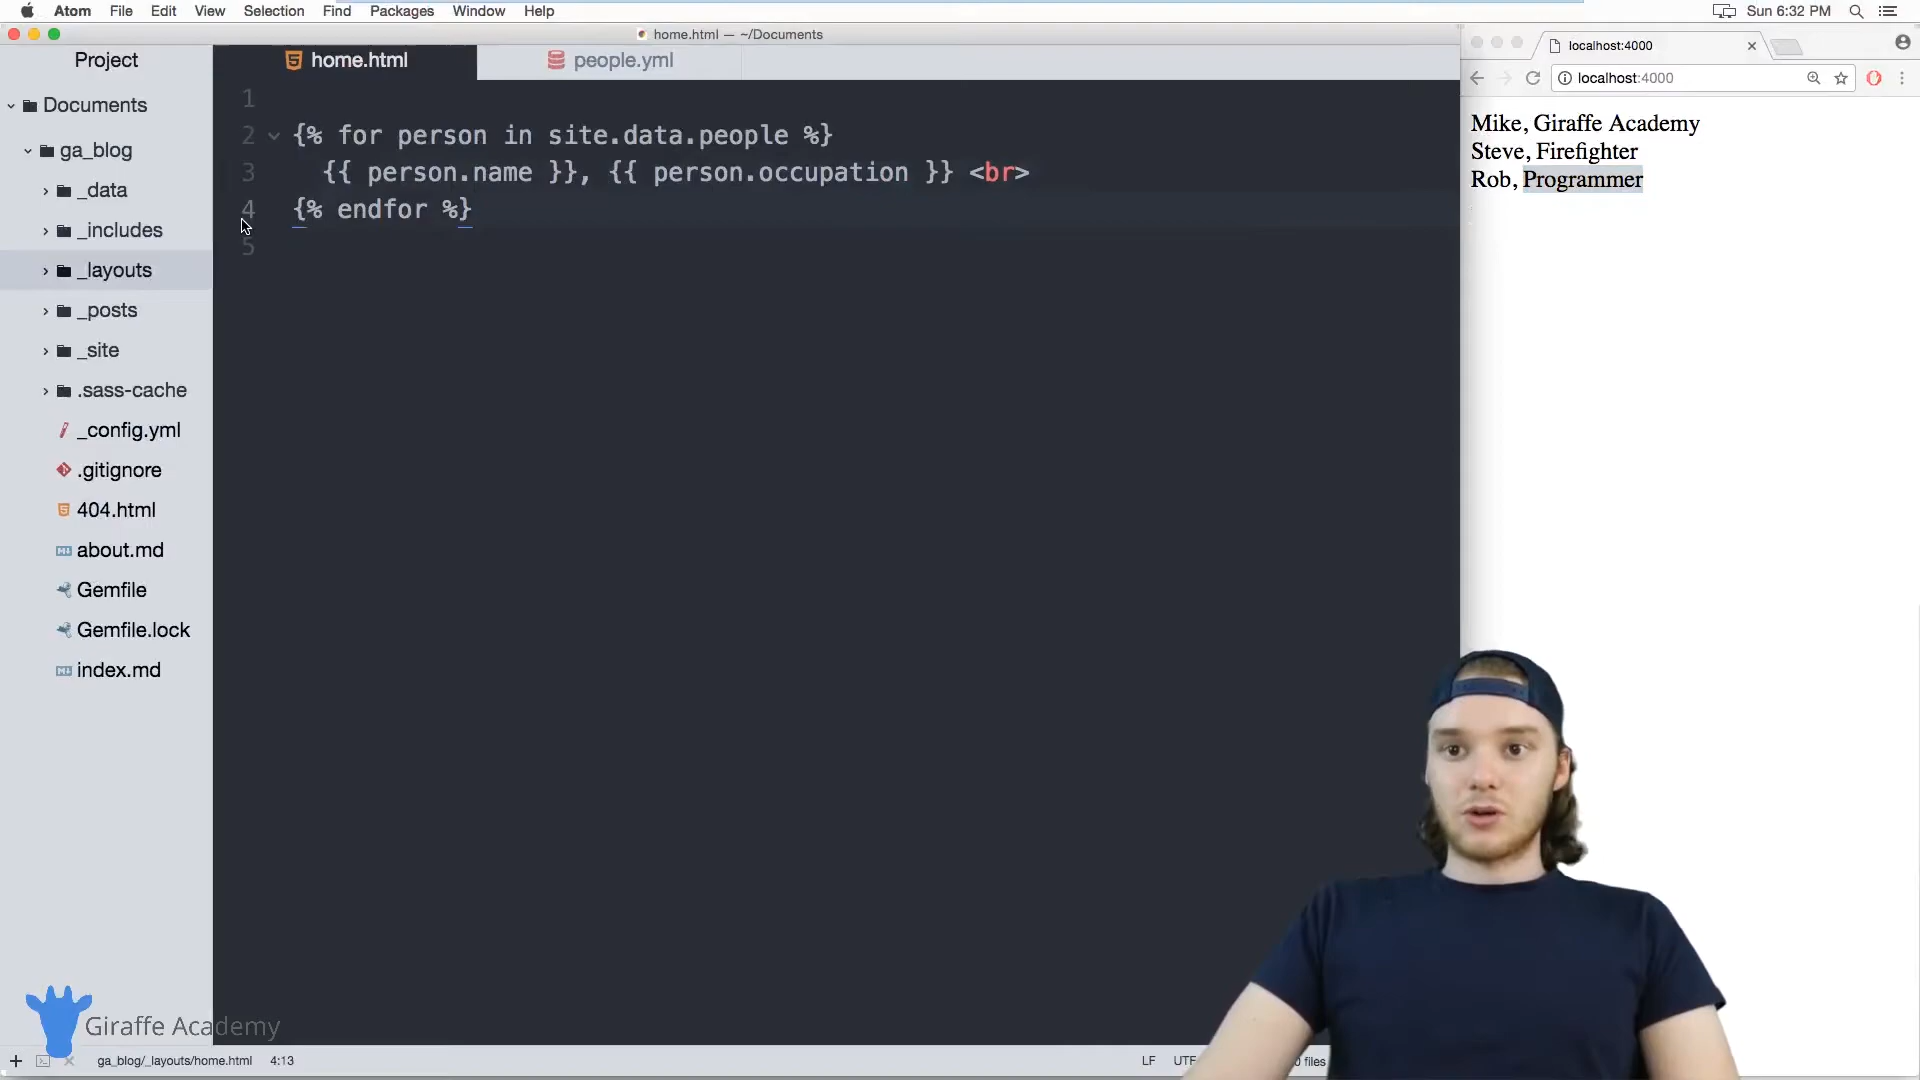 Atom File Edit View Selection Find Packages Window Help
Sun 6:32 PM
home.html — ~/Documents
Project
home.html
people.yml
localhost:4000
localhost:4000
Documents
ga_blog
_data
_includes
_layouts
_posts
_site
.sass-cache
_config.yml
.gitignore
404.html
about.md
Gemfile
Gemfile.lock
index.md
1
2 {% for person in site.data.people %}
3 {{ person.name }}, {{ person.occupation }} <br>
4 {% endfor %}
5
Mike, Giraffe Academy
Steve, Firefighter
Rob, Programmer
Giraffe Academy
ga_blog/_layouts/home.html 4:13
LF
files